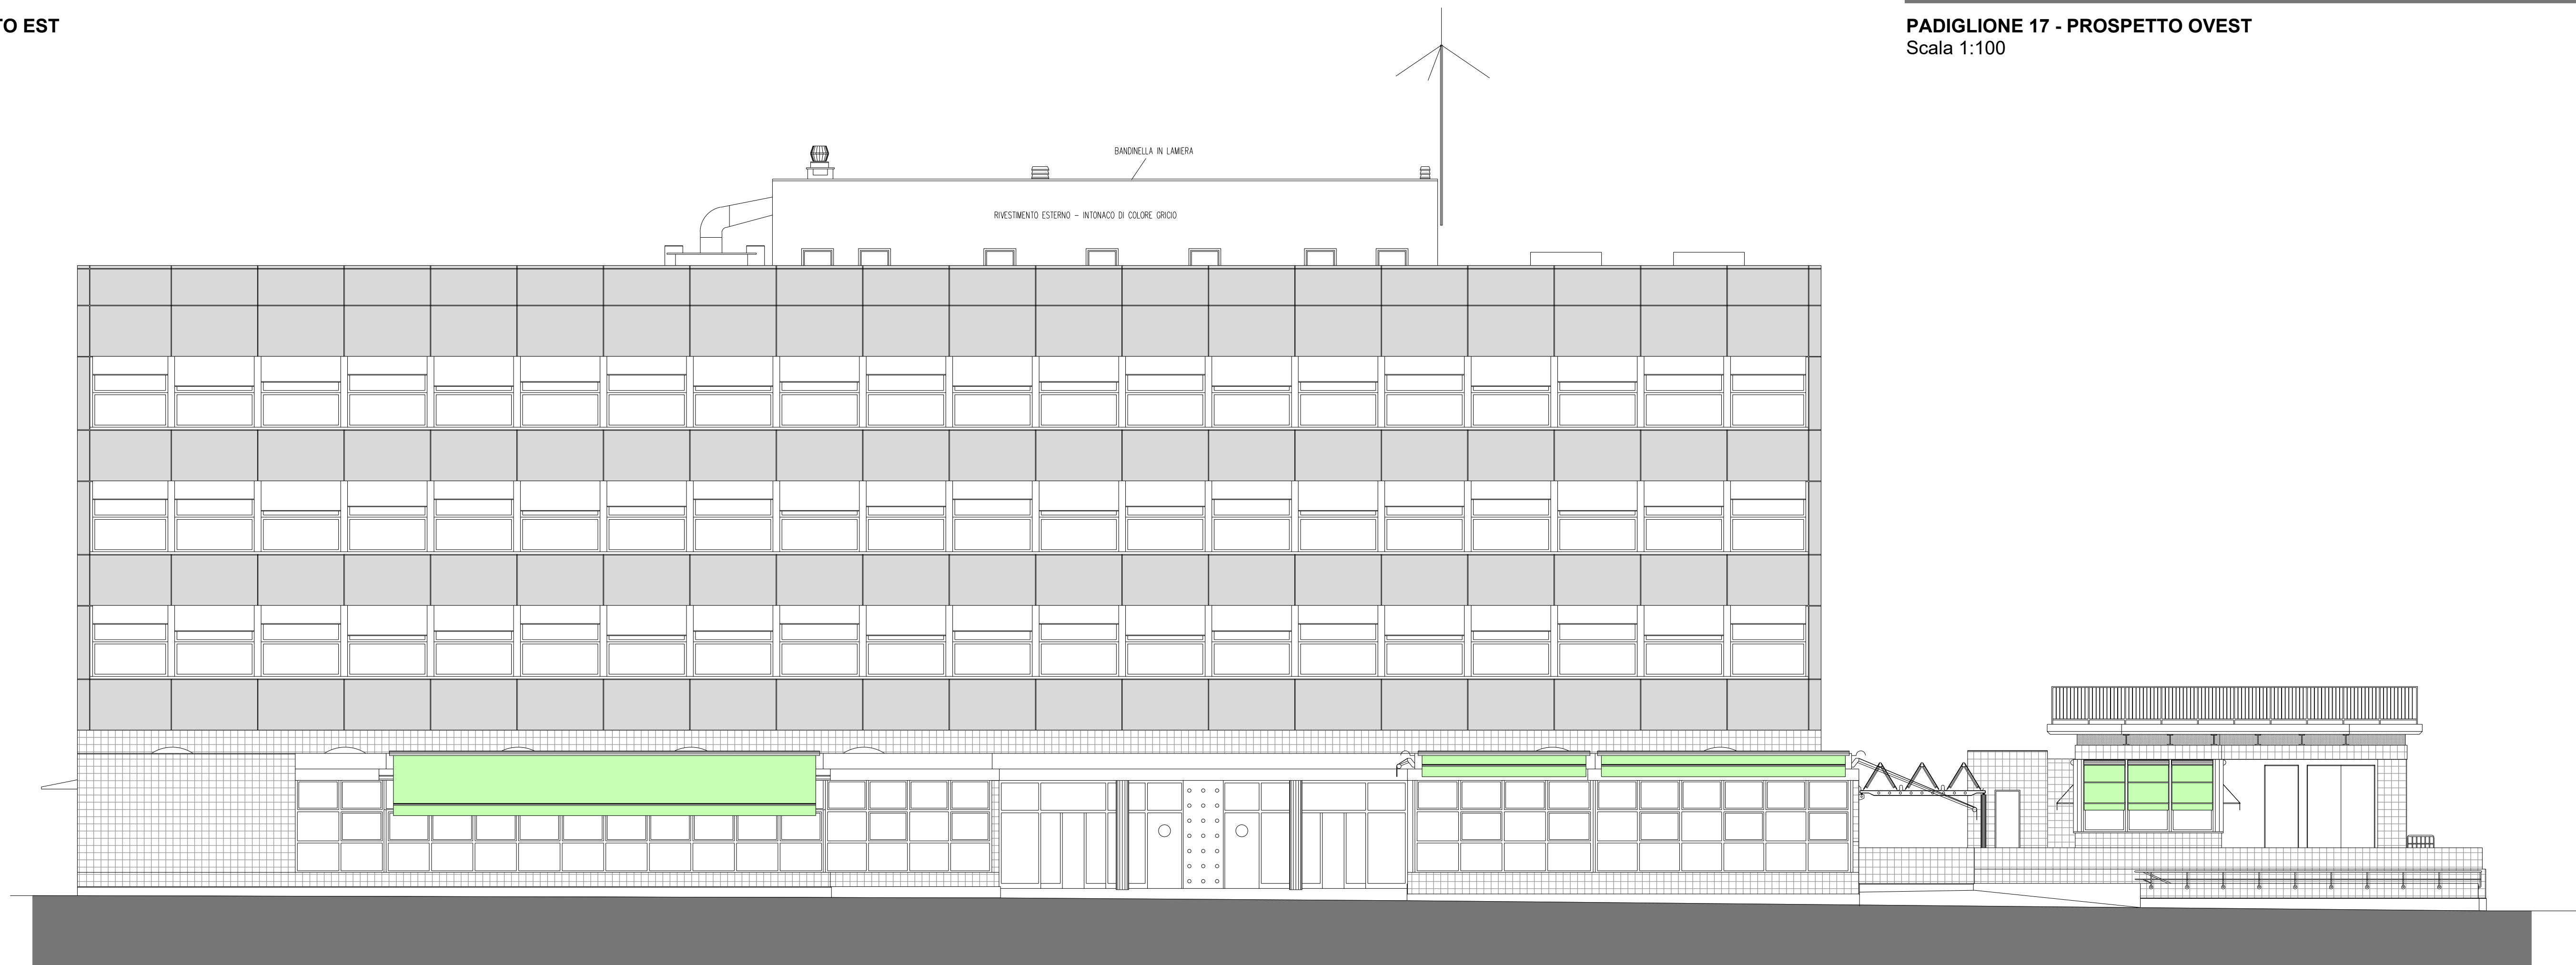 TO EST
PADIGLIONE 17 - PROSPETTO OVEST
Scala 1:100
BANDINELLA IN LAMIERA
RIVESTIMENTO ESTERNO - INTONACO DI COLORE GRICIO